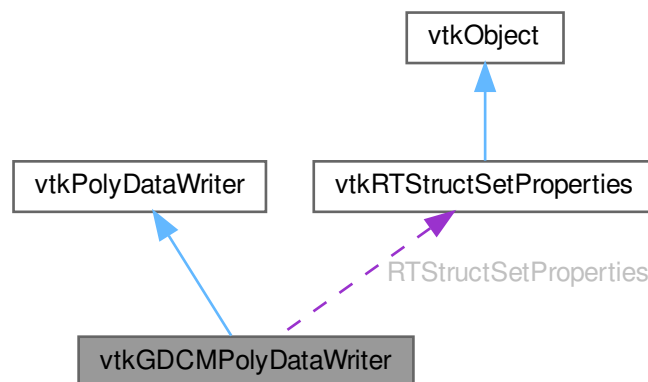 vtkObject
vtkPolyDataWriter
vtkRTStructSetProperties
RTStructSetProperties
vtkGDCMPolyDataWriter